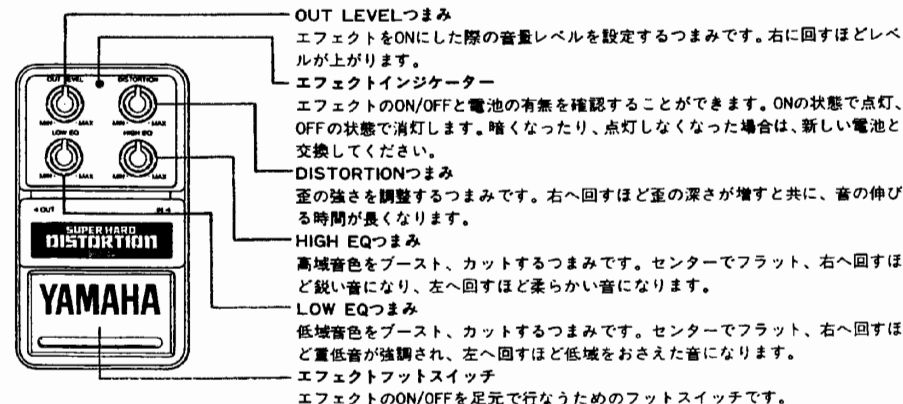 OUT LEVELつまみ
エフェクトをONにした際の音量レベルを設定するつまみです。右に回すほどレベ
ルが上がります。
エフェクトインジケーター
エフェクトのON/OFFと電池の有無を確認することができます。ONの状態で点灯、
OFFの状態で消灯します。暗くなったり、点灯しなくなった場合は、新しい電池と
交換してください。
DISTORTIONつまみ
歪の強さを調整するつまみです。右へ回すほど歪の深さが増すと共に、音の伸び
る時間が長くなります。
HIGH EQつまみ
高域音色をブースト、カットするつまみです。センターでフラット、右へ回すほ
ど鋭い音になり、左へ回すほど柔らかい音になります。
LOW EQつまみ
低域音色をブースト、カットするつまみです。センターでフラット、右へ回すほ
ど重低音が強調され、左へ回すほど低域をおさえた音になります。
エフェクトフットスイッチ
エフェクトのON/OFFを足元で行なうためのフットスイッチです。
OUT LEVEL DISTORTION
MIN MAX MIN MAX
LOW EQ HIGH EQ
MIN MAX MIN MAX
◄OUT IN◄
SUPER HARD
DISTORTION
YAMAHA